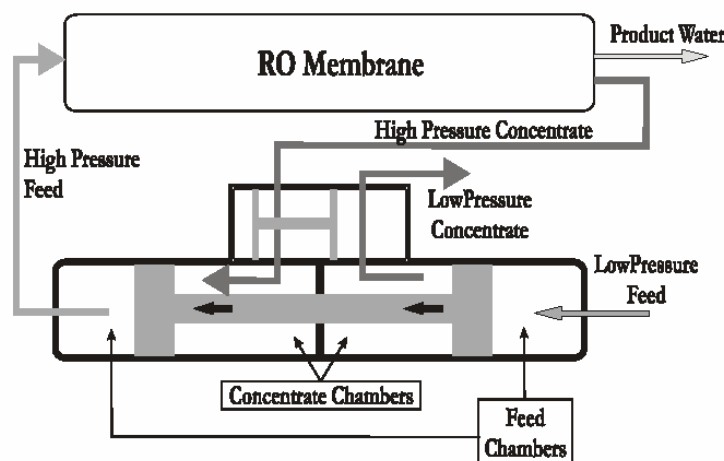 Product Water
RO Membrane
High Pressure Concentrate
High Pressure
Feed
LowPressure
Concentrate
LowPressure
Feed
Concentrate Chambers
Feed
Chambers